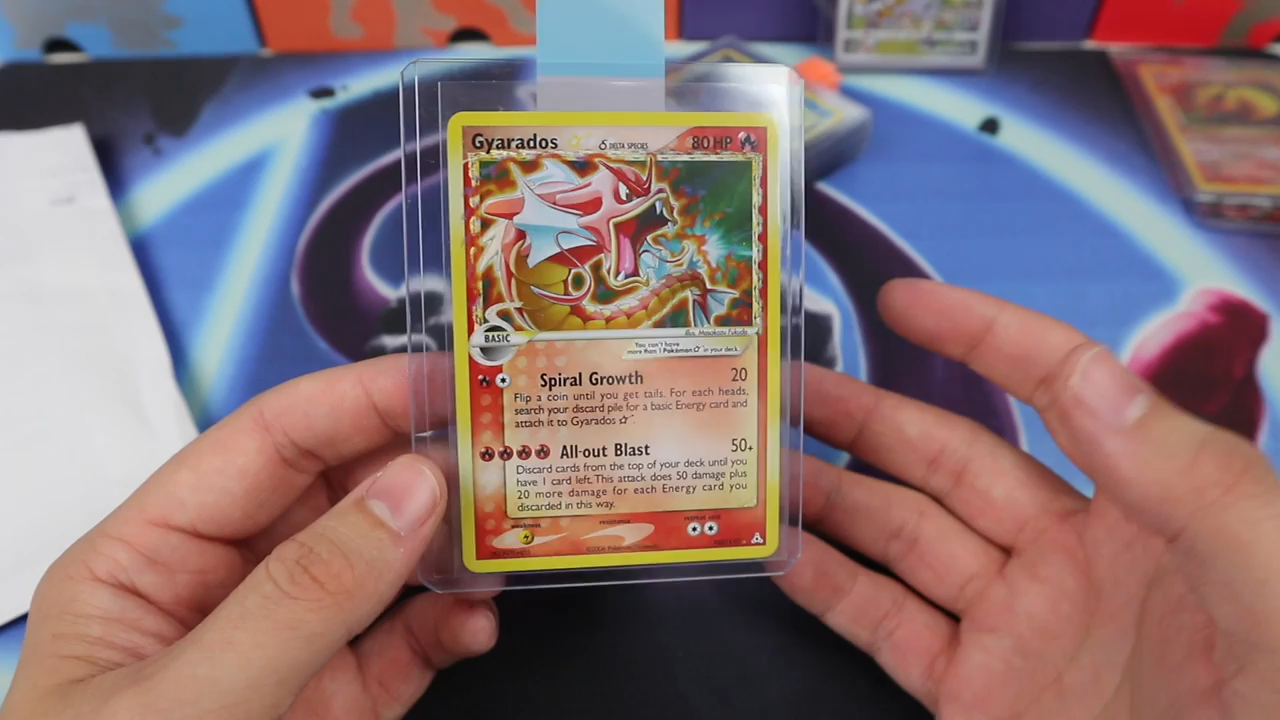 Gyarados ☆ δ DELTA SPECIES 80 HP
Illus. Masakazu Fukuda
BASIC
You can't have
more than 1 Pokémon ☆ in your deck.
Spiral Growth 20
Flip a coin until you get tails. For each heads,
search your discard pile for a basic Energy card and
attach it to Gyarados ☆.
All-out Blast 50+
Discard cards from the top of your deck until you
have 1 card left. This attack does 50 damage plus
20 more damage for each Energy card you
discarded in this way.
weakness resistance retreat cost